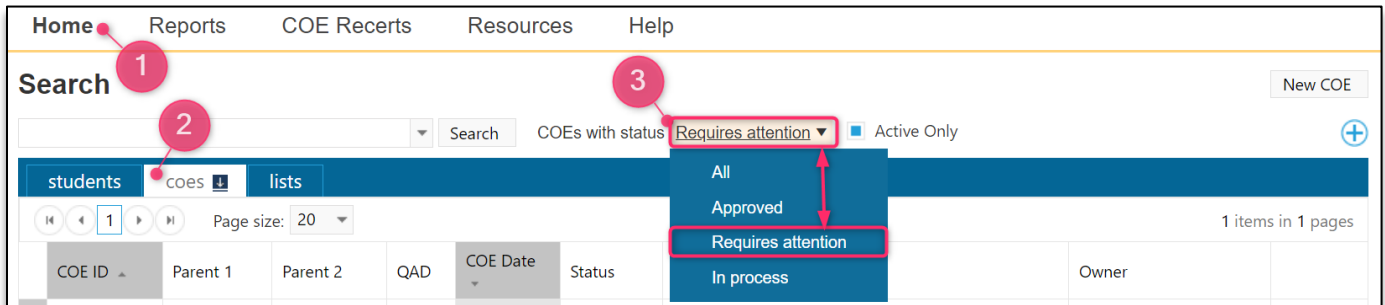 Home Reports COE Recerts Resources Help
1
Search 3 New COE
2
Search COEs with status Requires attention Active Only
students coes lists All
1 Page size: 20 Approved 1 items in 1 pages
Requires attention
COE ID Parent 1 Parent 2 QAD COE Date Status In process Owner